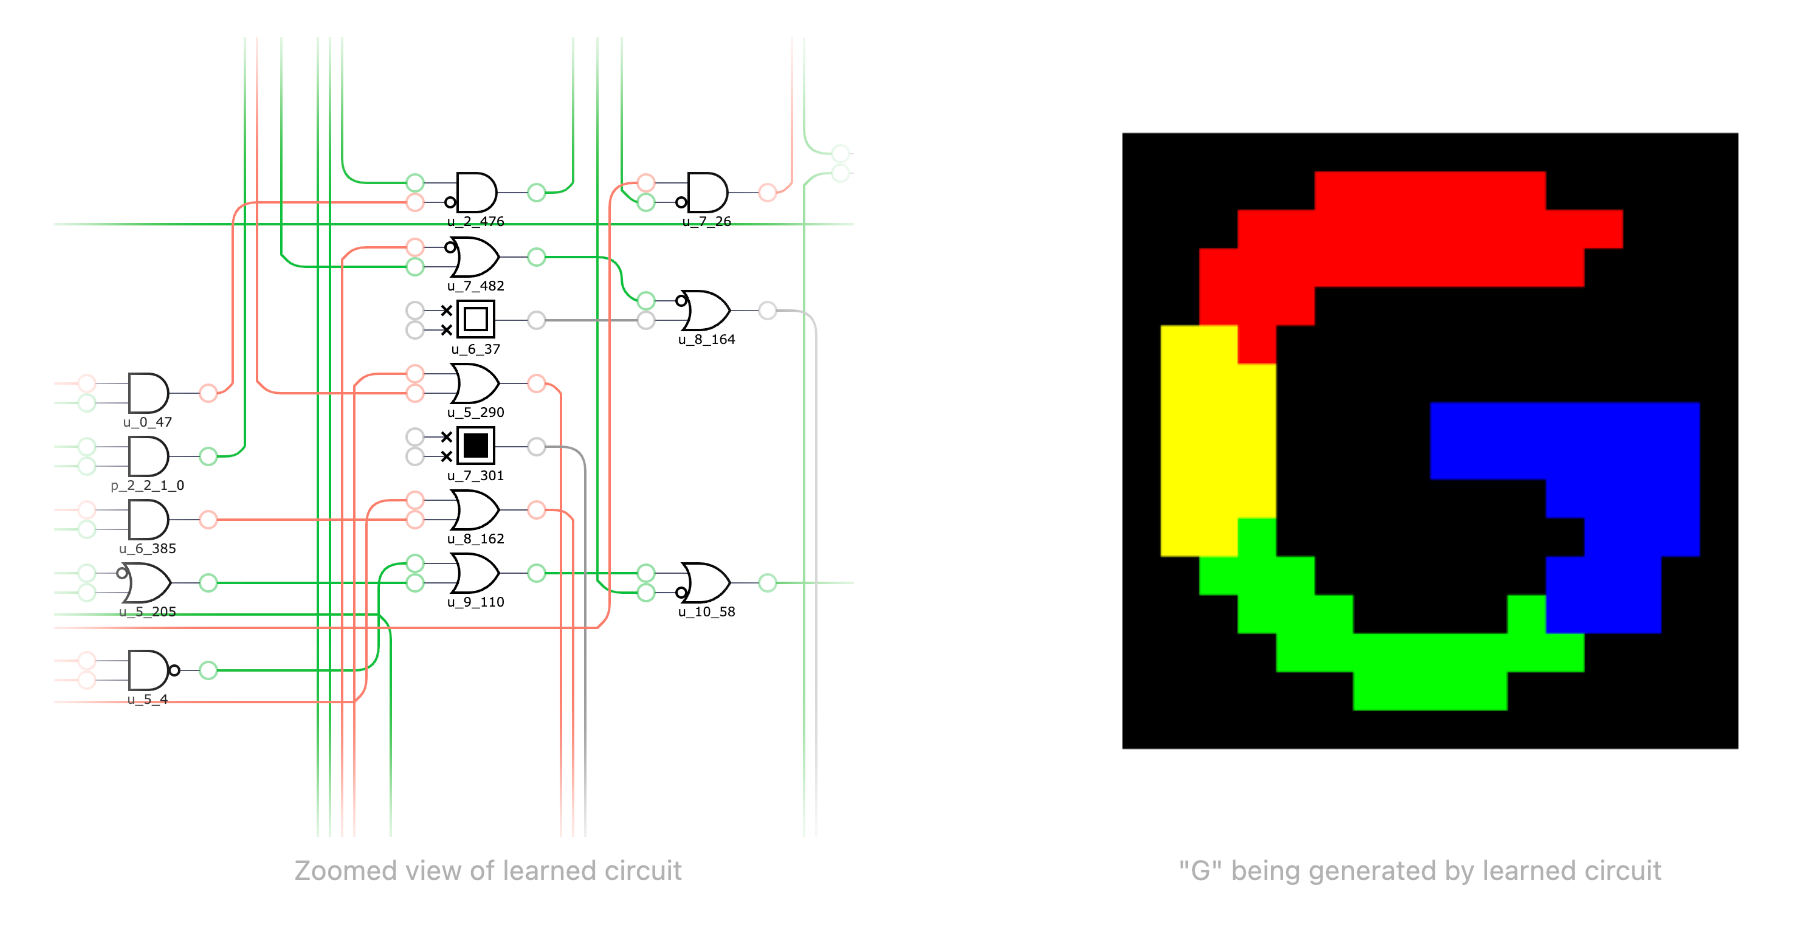 u_2_476
u_7_26
u_7_482
u_8_164
u_6_37
u_5_290
u_0_47
u_7_301
p_2_2_1_0
u_8_162
u_6_385
u_9_110
u_5_205
u_10_58
u_5_4
Zoomed view of learned circuit
"G" being generated by learned circuit